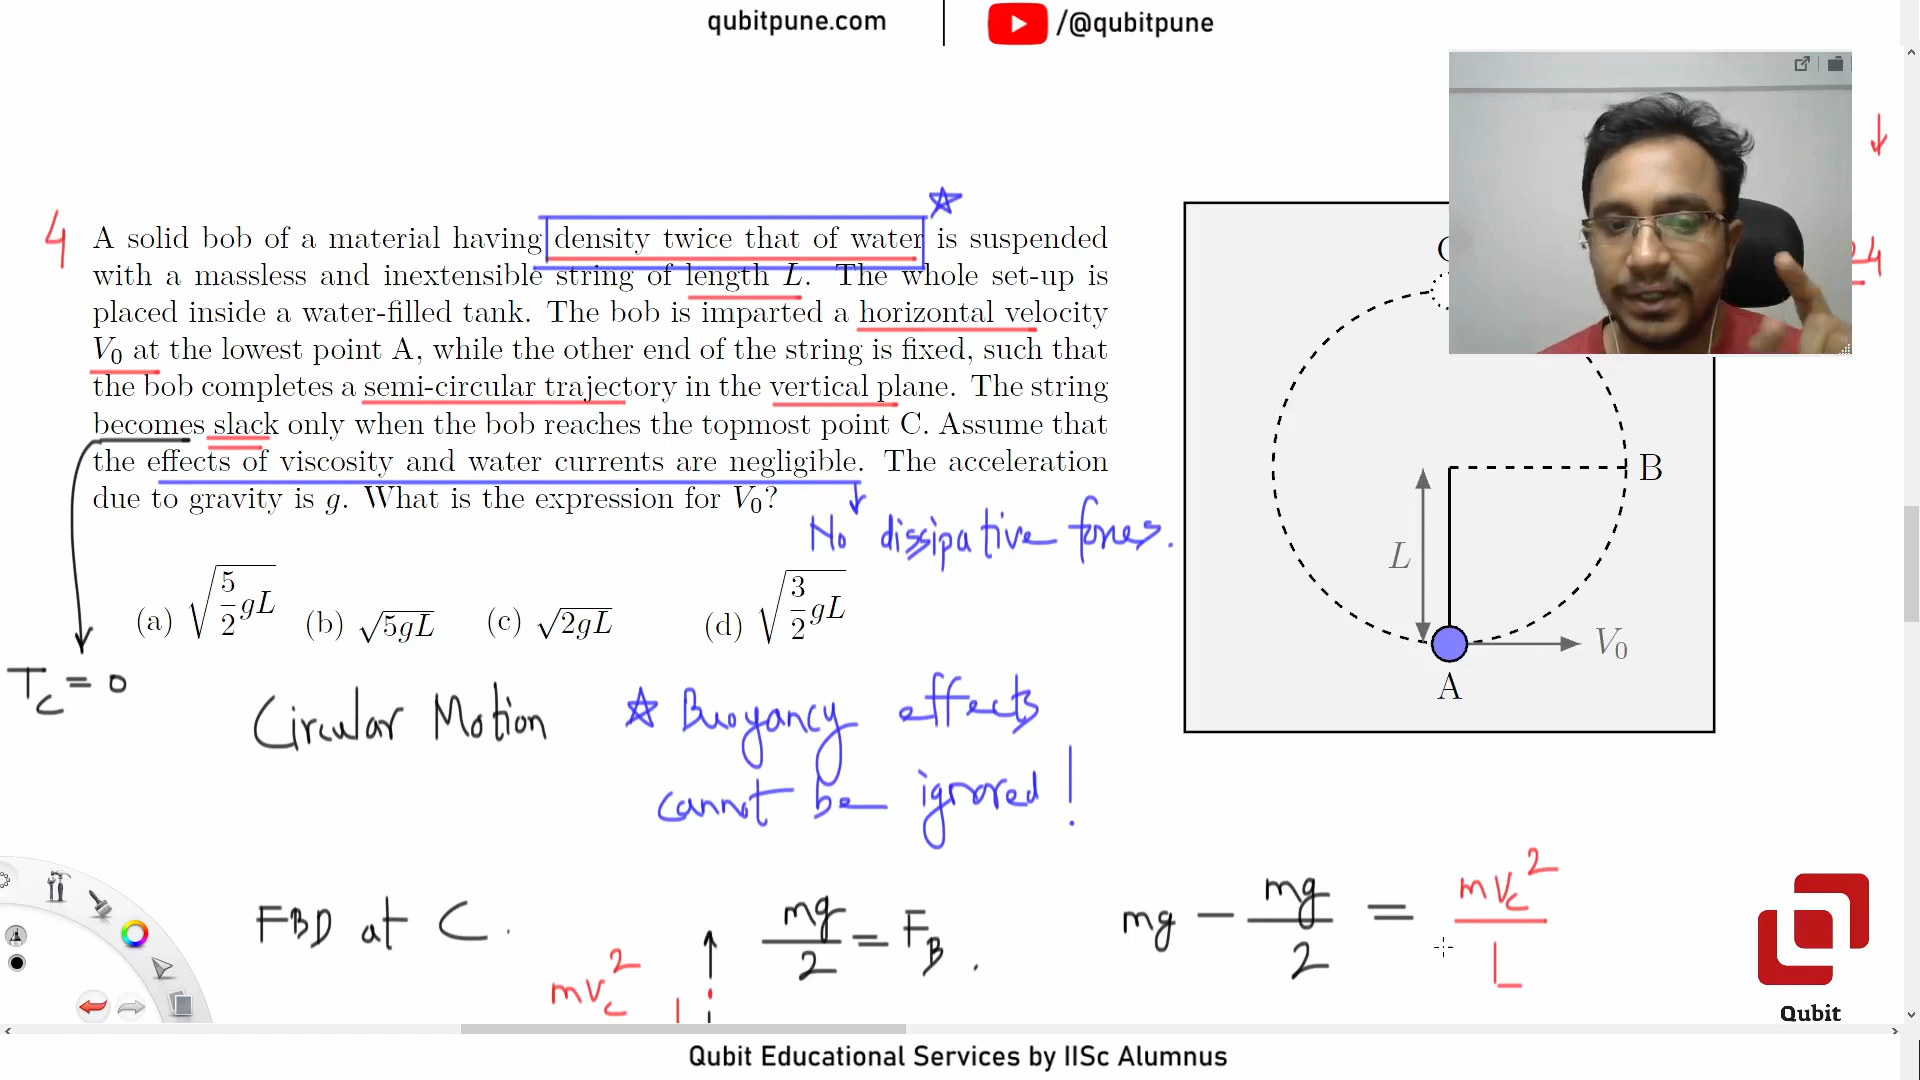 qubitpune.com | /@qubitpune
4 A solid bob of a material having density twice that of water is suspended
with a massless and inextensible string of length L. The whole set-up is
placed inside a water-filled tank. The bob is imparted a horizontal velocity
V₀ at the lowest point A, while the other end of the string is fixed, such that
the bob completes a semi-circular trajectory in the vertical plane. The string
becomes slack only when the bob reaches the topmost point C. Assume that
the effects of viscosity and water currents are negligible. The acceleration
due to gravity is g. What is the expression for V₀?
No dissipative forces.
(a) √(5/2 gL) (b) √5gL (c) √2gL (d) √(3/2 gL)
T_C = 0
Circular Motion
☆ Buoyancy effects
cannot be ignored!
B
L
V₀
A
FBD at C.
mg/2 = F_B.
mv_c²
mg − mg/2 = mv_c²/L
Qubit
Qubit Educational Services by IISc Alumnus